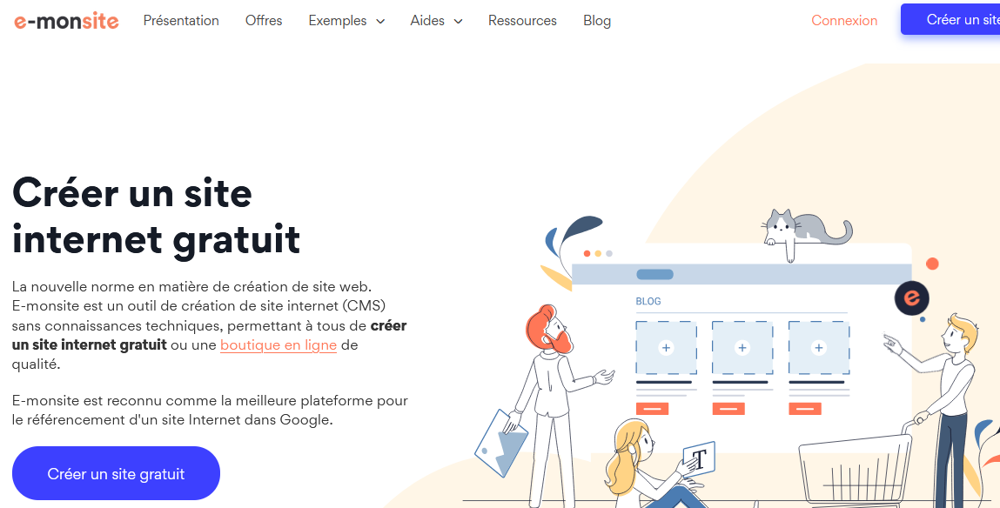 e-monsite Présentation Offres Exemples Aides Ressources Blog Connexion Créer un site
Créer un site
internet gratuit
La nouvelle norme en matière de création de site web.
E-monsite est un outil de création de site internet (CMS)
sans connaissances techniques, permettant à tous de créer
un site internet gratuit ou une boutique en ligne de
qualité.
E-monsite est reconnu comme la meilleure plateforme pour
le référencement d'un site Internet dans Google.
Créer un site gratuit
BLOG
e
T